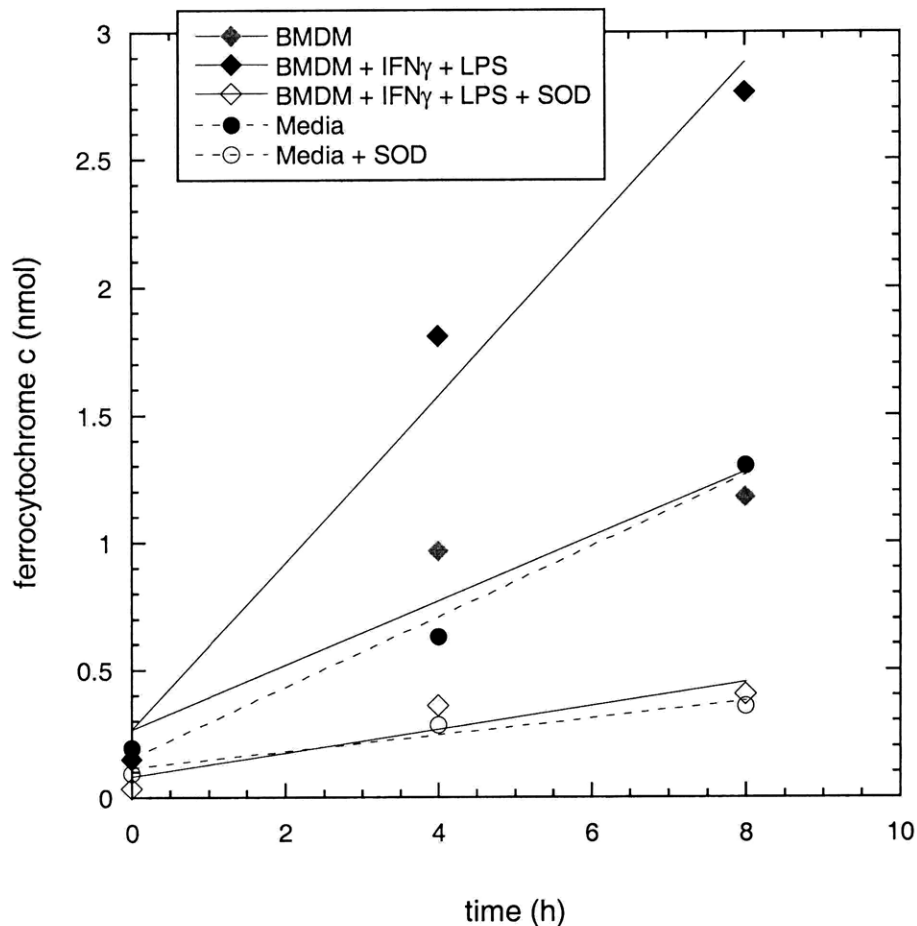 BMDM
BMDM + IFNγ + LPS
BMDM + IFNγ + LPS + SOD
Media
Media + SOD
3
2.5
2
1.5
1
0.5
0
ferrocytochrome c (nmol)
0 2 4 6 8 10
time (h)